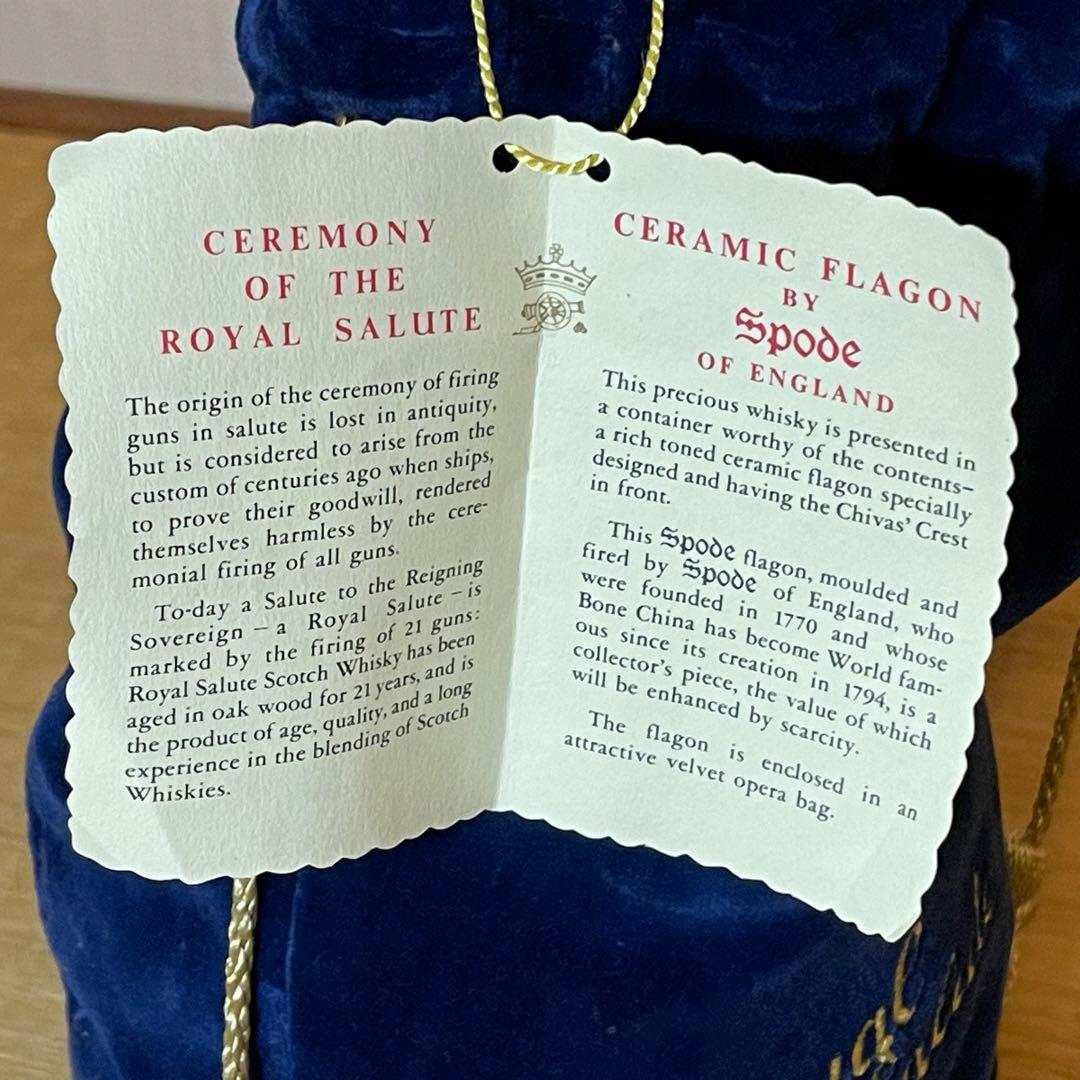 CEREMONY
OF THE
ROYAL SALUTE
The origin of the ceremony of firing
guns in salute is lost in antiquity,
but is considered to arise from the
custom of centuries ago when ships,
to prove their goodwill, rendered
themselves harmless by the cere-
monial firing of all guns.
To-day a Salute to the Reigning
Sovereign – a Royal Salute – is
marked by the firing of 21 guns:
Royal Salute Scotch Whisky has been
aged in oak wood for 21 years, and is
the product of age, quality, and a long
experience in the blending of Scotch
Whiskies.
CERAMIC FLAGON
BY
Spode
OF ENGLAND
This precious whisky is presented in
a container worthy of the contents–
a rich toned ceramic flagon specially
designed and having the Chivas' Crest
in front.
This Spode flagon, moulded and
fired by Spode of England, who
were founded in 1770 and whose
Bone China has become World fam-
ous since its creation in 1794, is a
collector's piece, the value of which
will be enhanced by scarcity.
The flagon is enclosed in an
attractive velvet opera bag.